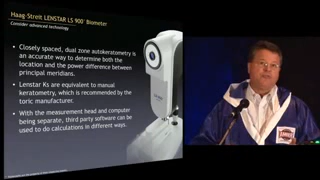 Haag-Streit LENSTAR LS 900® Biometer
Consider advanced technology
• Closely spaced, dual zone autokeratometry is
an accurate way to determine both the
location and the power difference between
principal meridians.
• Lenstar Ks are equivalent to manual
keratometry, which is recommended by the
toric manufacturer.
• With the measurement head and computer
being separate, third party software can be
used to do calculations in different ways.